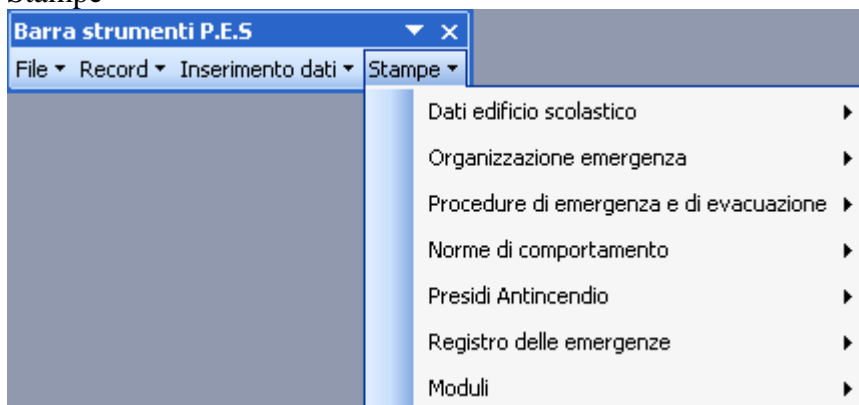 Stampe
Barra strumenti P.E.S
File Record Inserimento dati Stampe
Dati edificio scolastico
Organizzazione emergenza
Procedure di emergenza e di evacuazione
Norme di comportamento
Presidi Antincendio
Registro delle emergenze
Moduli